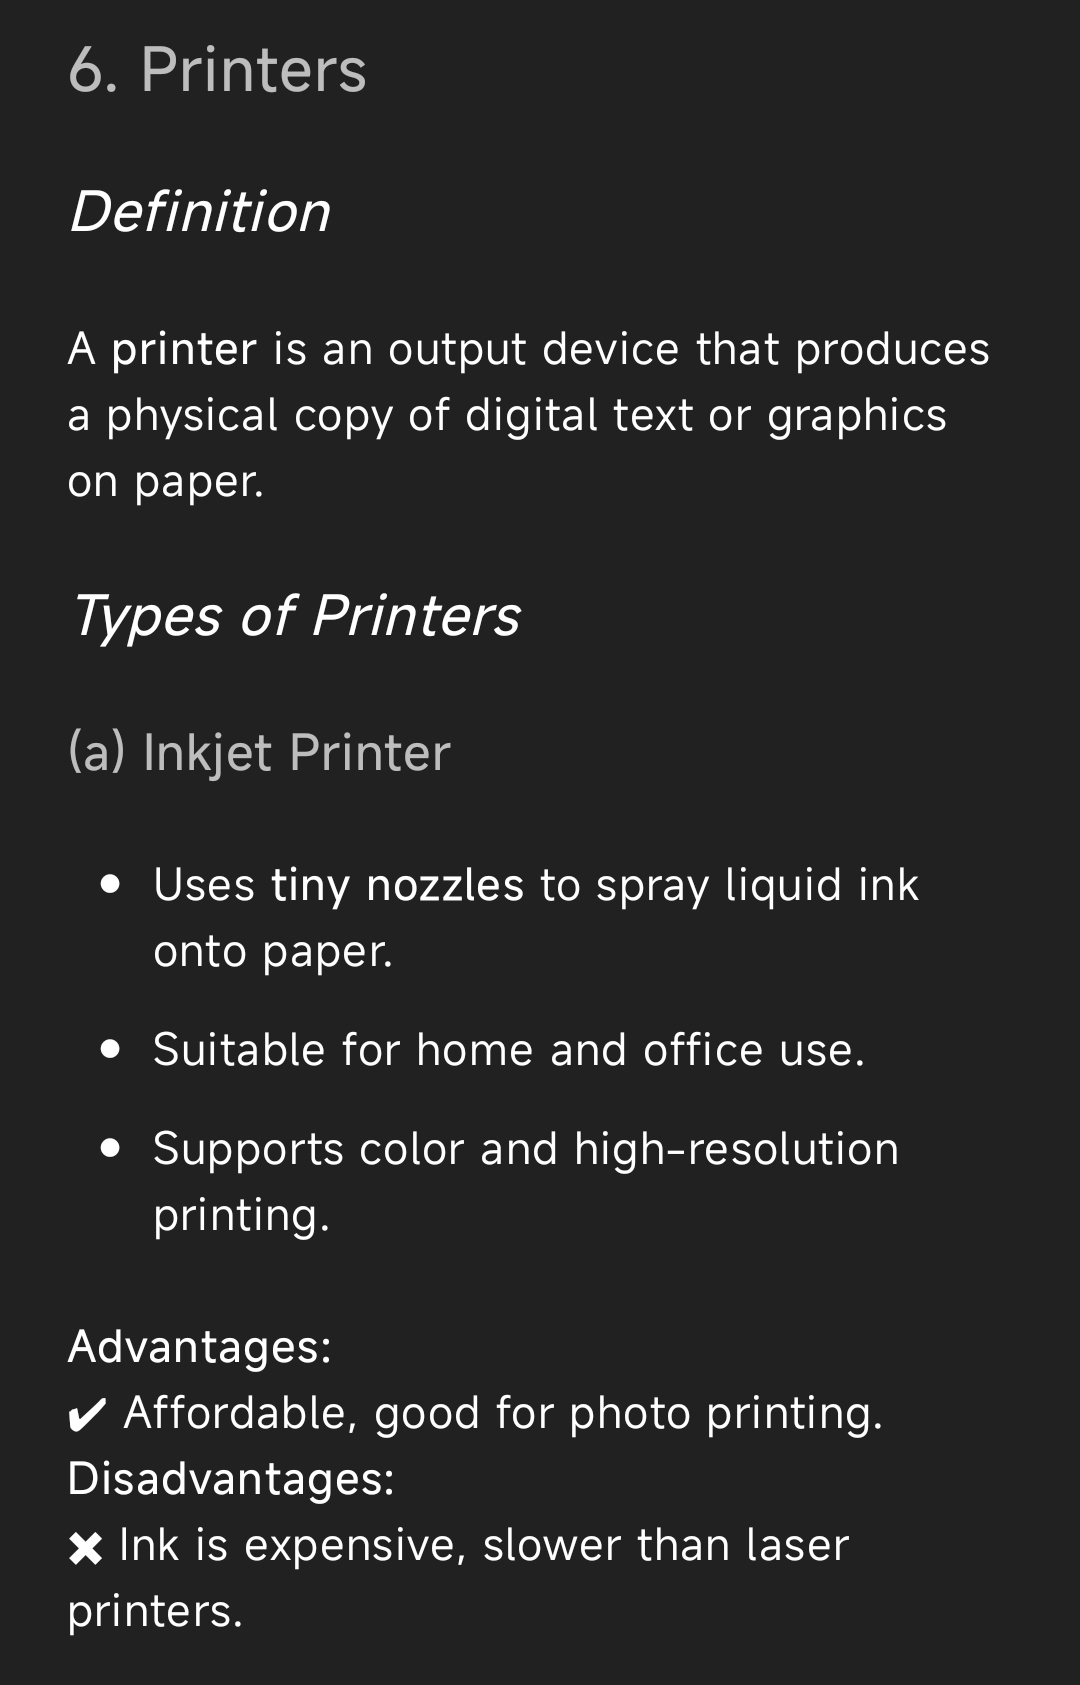 6. Printers
Definition
A printer is an output device that produces
a physical copy of digital text or graphics
on paper.
Types of Printers
(a) Inkjet Printer
• Uses tiny nozzles to spray liquid ink
onto paper.
• Suitable for home and office use.
• Supports color and high-resolution
printing.
Advantages:
✔ Affordable, good for photo printing.
Disadvantages:
✖ Ink is expensive, slower than laser
printers.